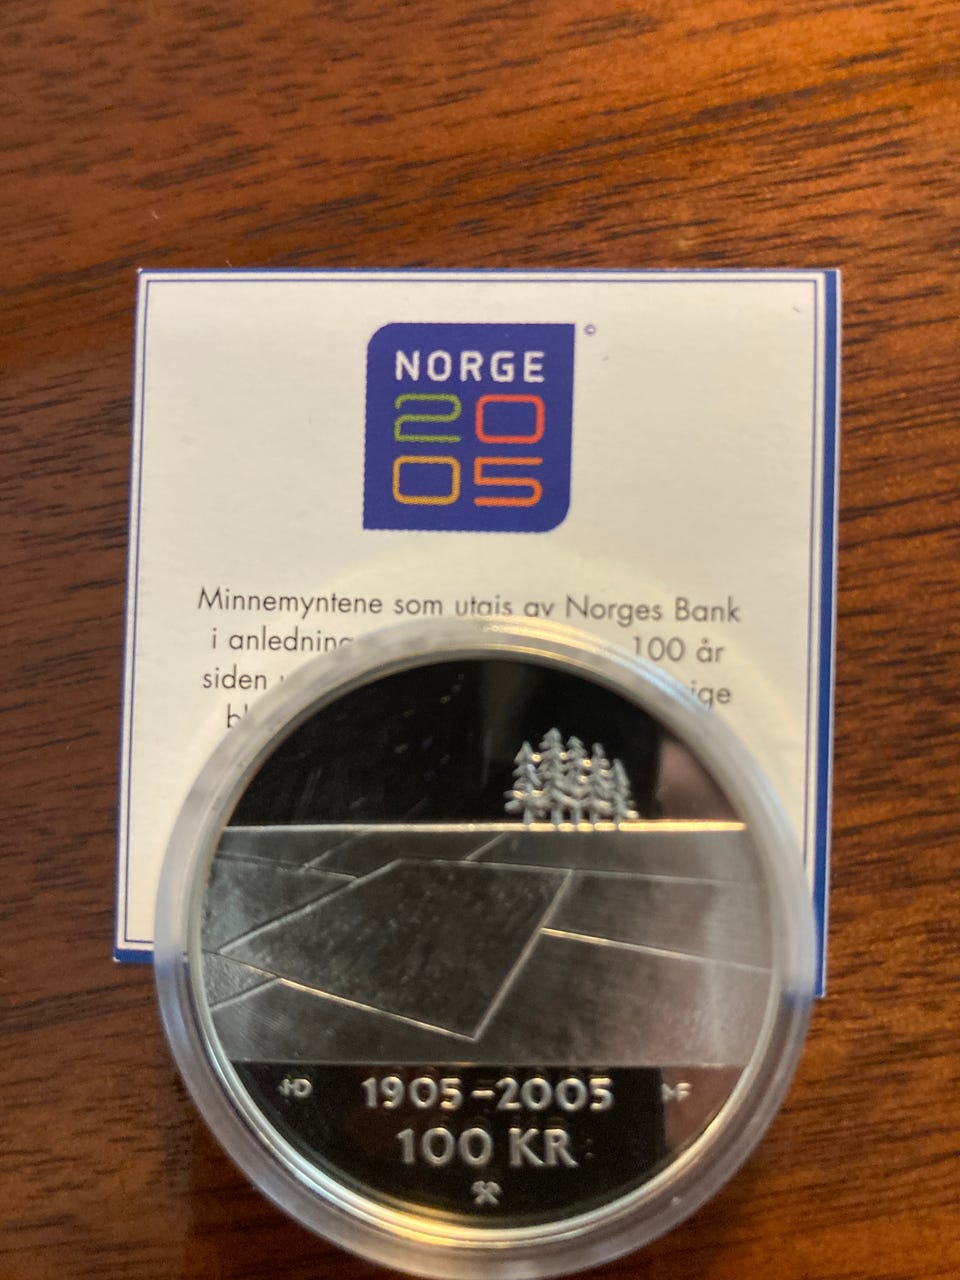 ©
NORGE
20
05
Minnemyntene som utgis av Norges Bank
i anledning 100 år
siden
1905-2005
100 KR